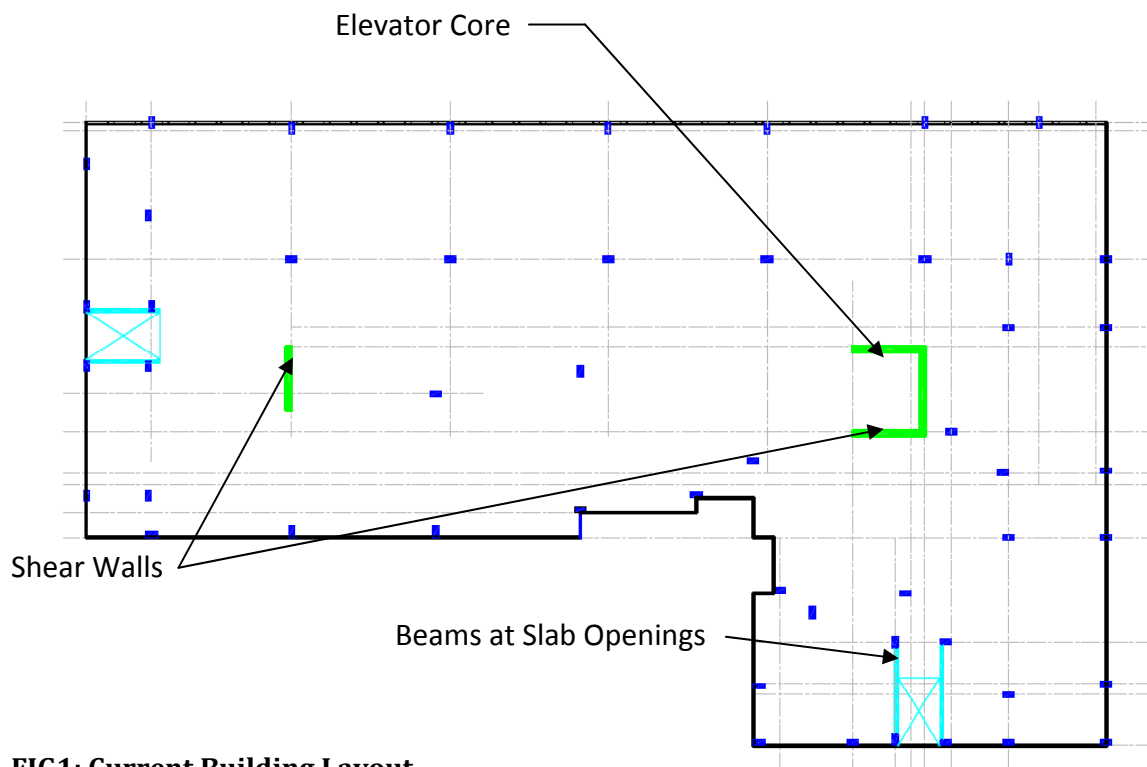 Elevator Core
Shear Walls
Beams at Slab Openings
FIG1: Current Building Layout